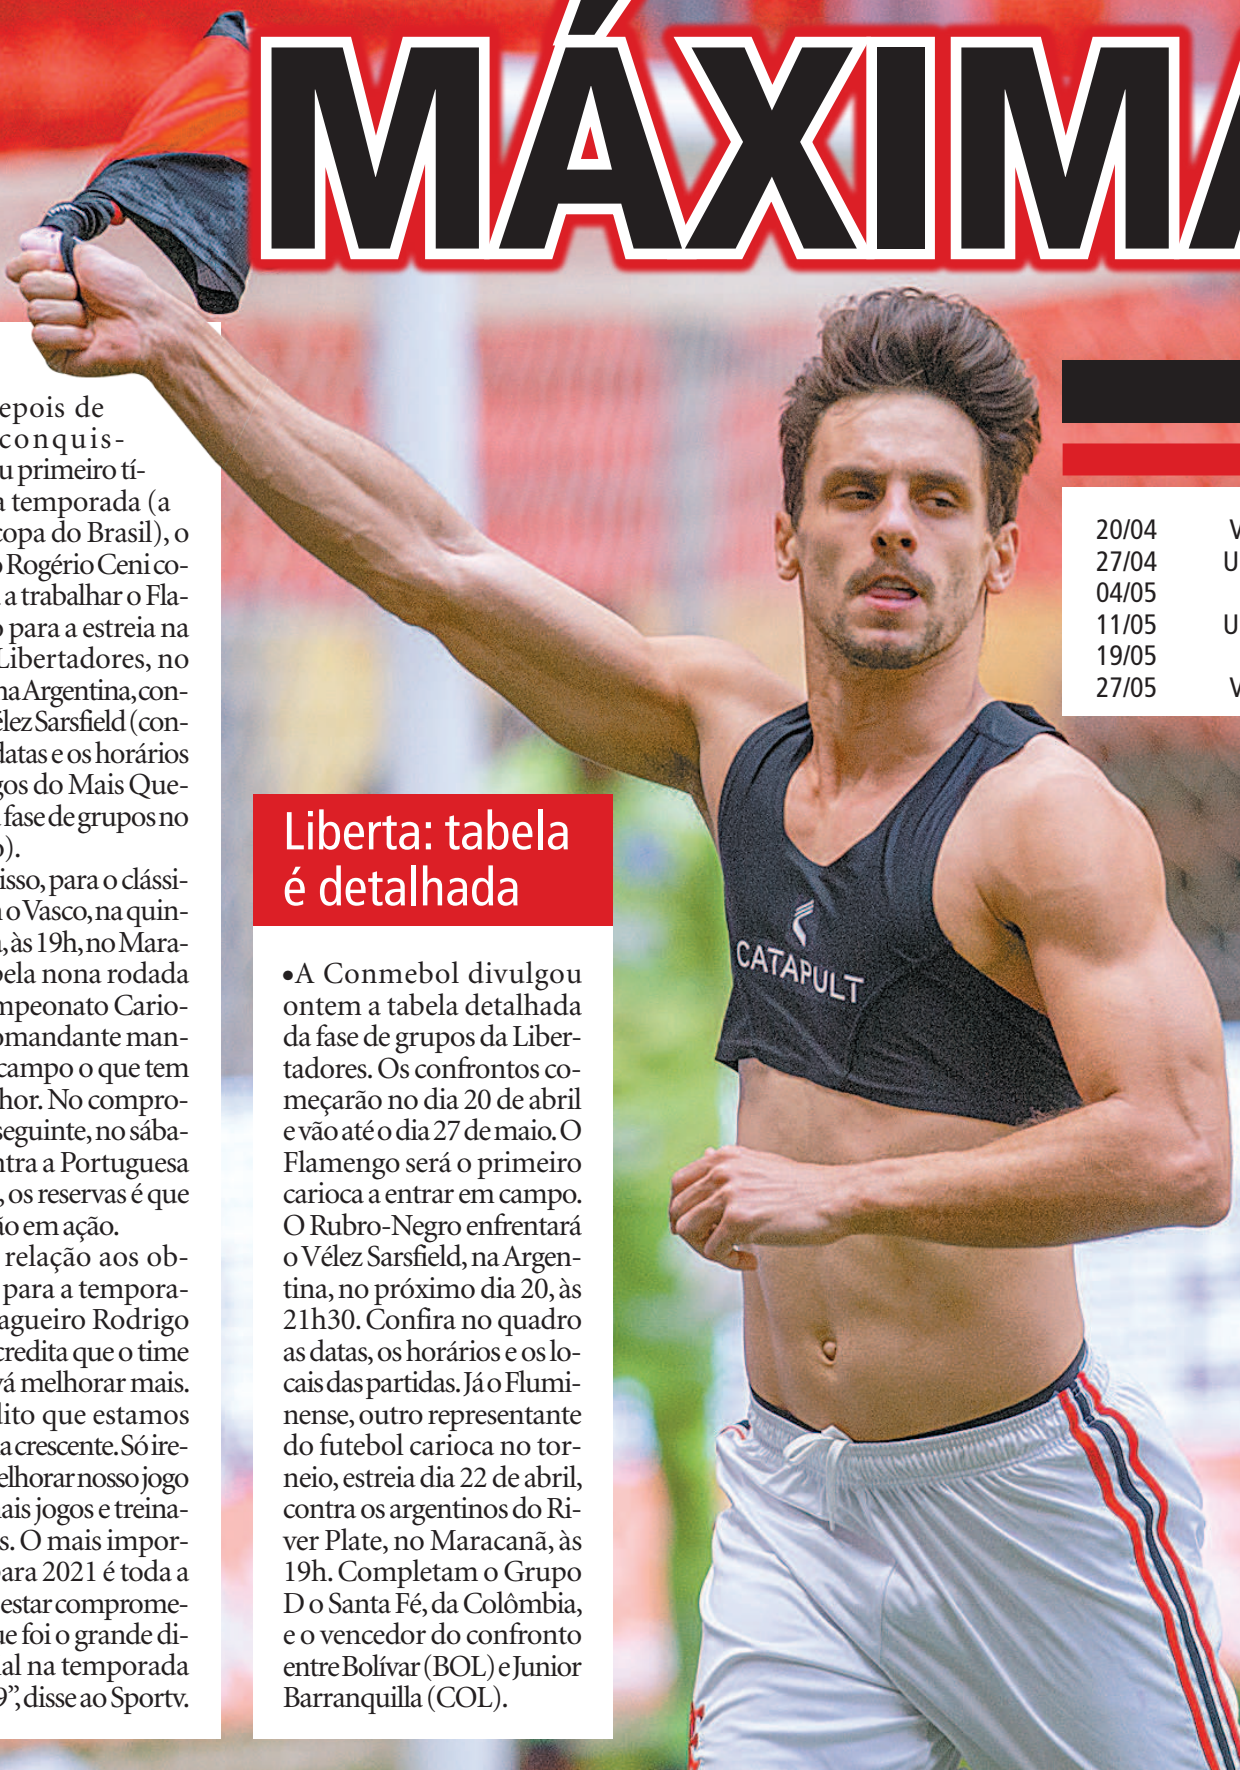 MÁXIMA
epois de
conquis-
u primeiro tí-
a temporada (a
copa do Brasil), o
o Rogério Ceni co-
a trabalhar o Fla-
o para a estreia na
Libertadores, no
na Argentina, con-
élez Sarsfield (con-
datas e os horários
gos do Mais Que-
fase de grupos no
o).
isso, para o clássi-
o Vasco, na quin-
, às 19h, no Mara-
pela nona rodada
mpeonato Cario-
omandante man-
campo o que tem
hor. No compro-
seguinte, no sába-
ntra a Portuguesa
, os reservas é que
ão em ação.
relação aos ob-
para a tempora-
agueiro Rodrigo
credita que o time
vá melhorar mais.
dito que estamos
a crescente. Só ire-
elhorar nosso jogo
ais jogos e treina-
s. O mais impor-
para 2021 é toda a
estar comprome-
ue foi o grande di-
al na temporada
9”, disse ao Sportv.
Liberta: tabela
é detalhada
•A Conmebol divulgou
ontem a tabela detalhada
da fase de grupos da Liber-
tadores. Os confrontos co-
meçarão no dia 20 de abril
e vão até o dia 27 de maio. O
Flamengo será o primeiro
carioca a entrar em campo.
O Rubro-Negro enfrentará
o Vélez Sarsfield, na Argen-
tina, no próximo dia 20, às
21h30. Confira no quadro
as datas, os horários e os lo-
cais das partidas. Já o Flumi-
nense, outro representante
do futebol carioca no tor-
neio, estreia dia 22 de abril,
contra os argentinos do Ri-
ver Plate, no Maracanã, às
19h. Completam o Grupo
D o Santa Fé, da Colômbia,
e o vencedor do confronto
entre Bolívar (BOL) e Junior
Barranquilla (COL).
CATAPULT
20/04 V
27/04 U
04/05
11/05 U
19/05
27/05 V